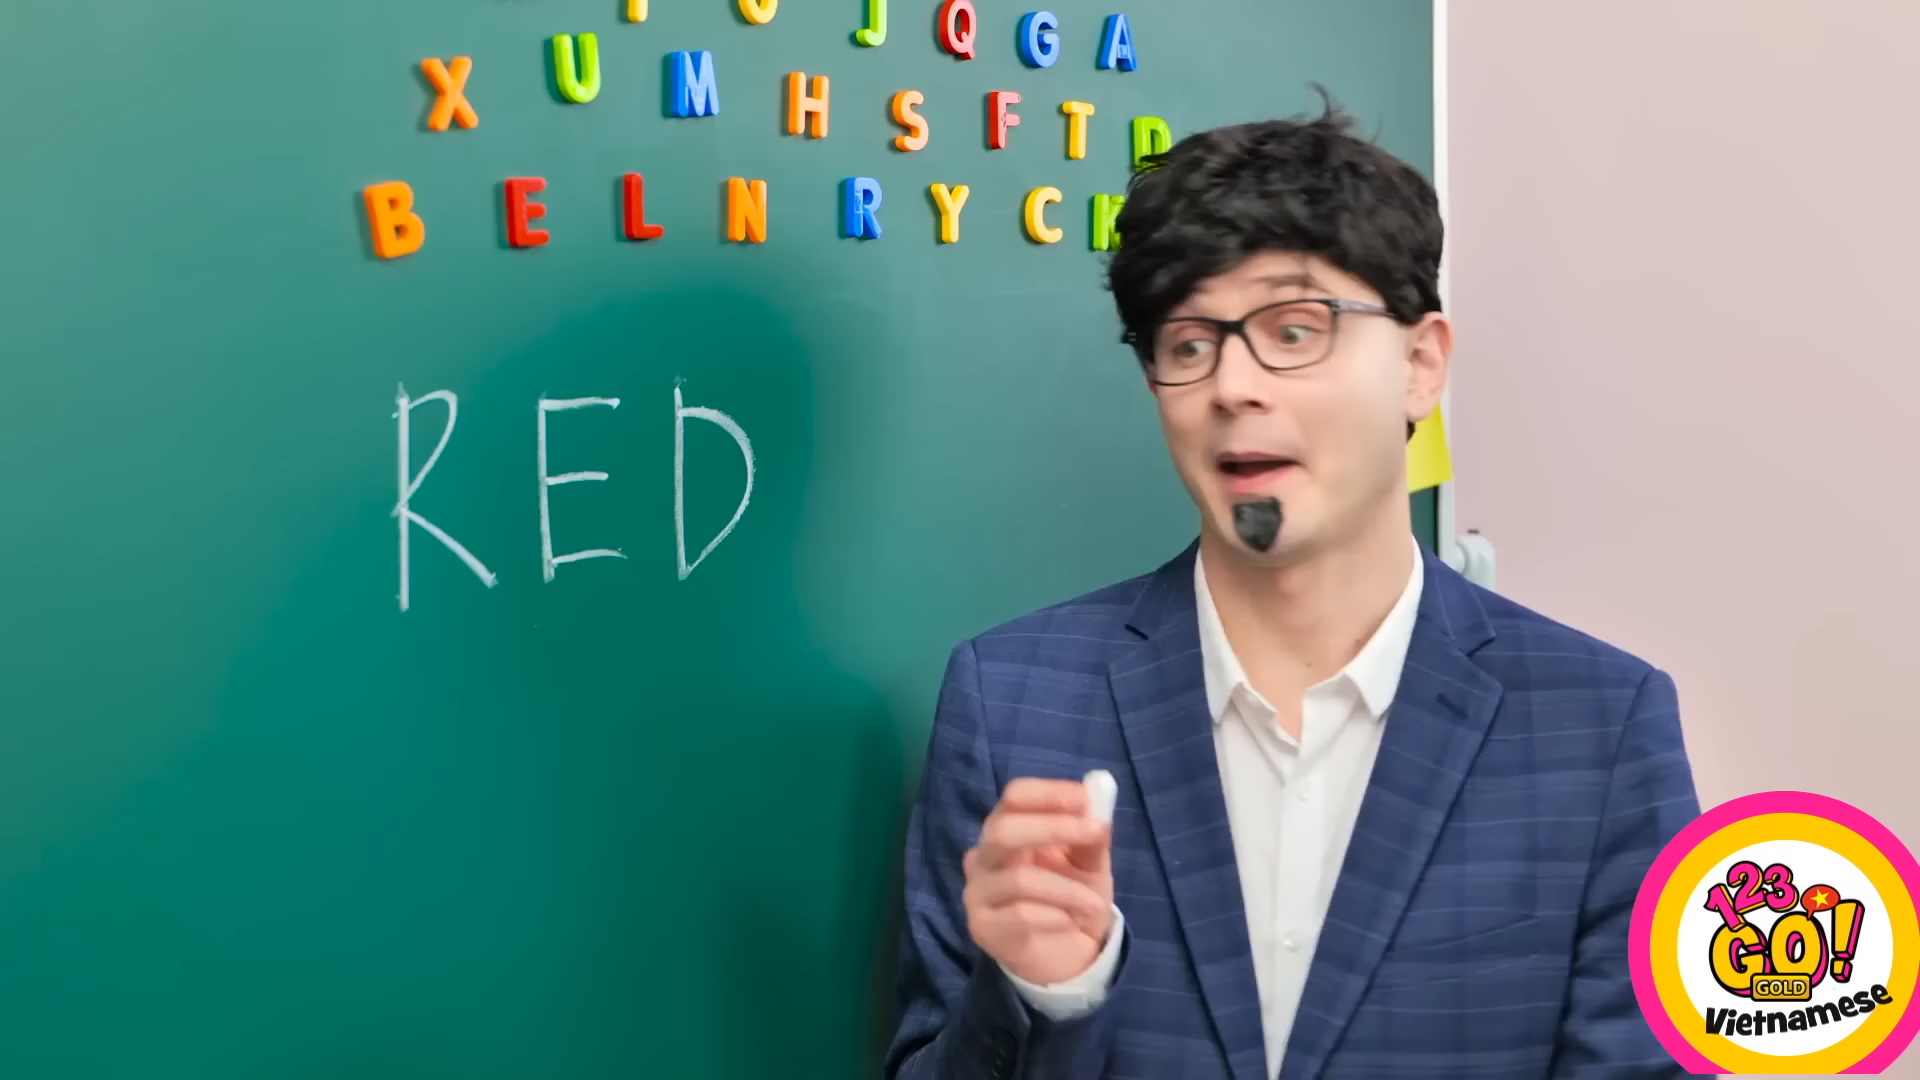 J Q G A
X U M H S F T D
B E L N R Y C K
RED
123
GO!
GOLD
Vietnamese